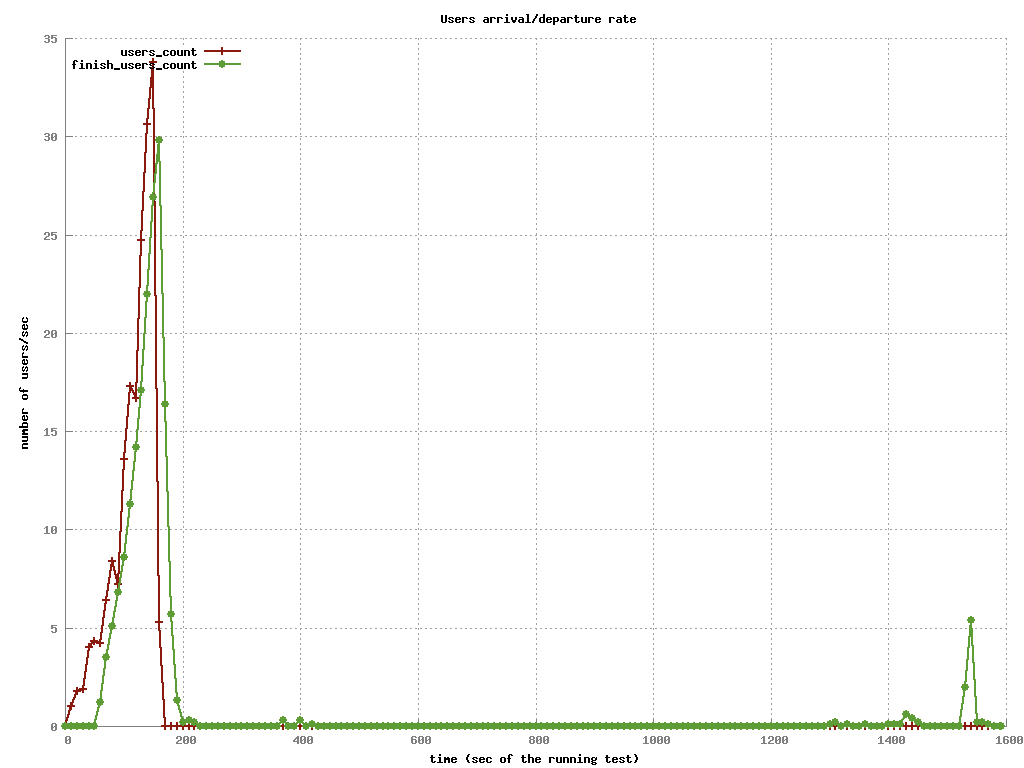 Users arrival/departure rate
users_count
finish_users_count
35
30
25
20
15
10
5
0
number of users/sec
0 200 400 600 800 1000 1200 1400 1600
time (sec of the running test)